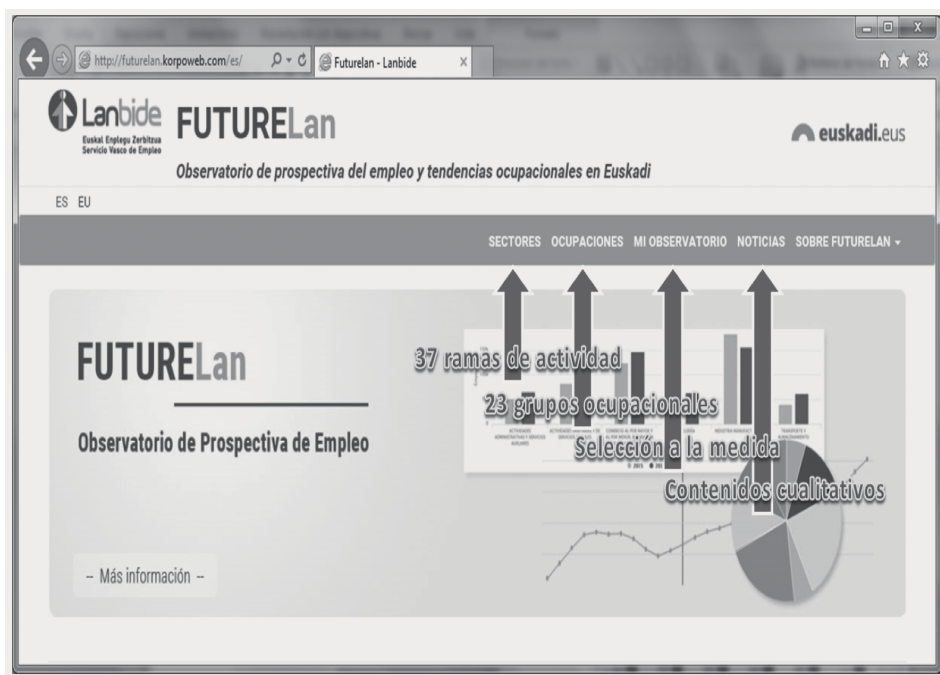 http://futurelan.korpoweb.com/es/
Futurelan - Lanbide
Lanbide
Euskal Enplegu Zerbitzua
Servicio Vasco de Empleo
FUTURELan
euskadi.eus
Observatorio de prospectiva del empleo y tendencias ocupacionales en Euskadi
ES EU
SECTORES OCUPACIONES MI OBSERVATORIO NOTICIAS SOBRE FUTURELAN
FUTURELan
37 ramas de actividad
23 grupos ocupacionales
Observatorio de Prospectiva de Empleo
Selección a la medida
Contenidos cualitativos
– Más información –